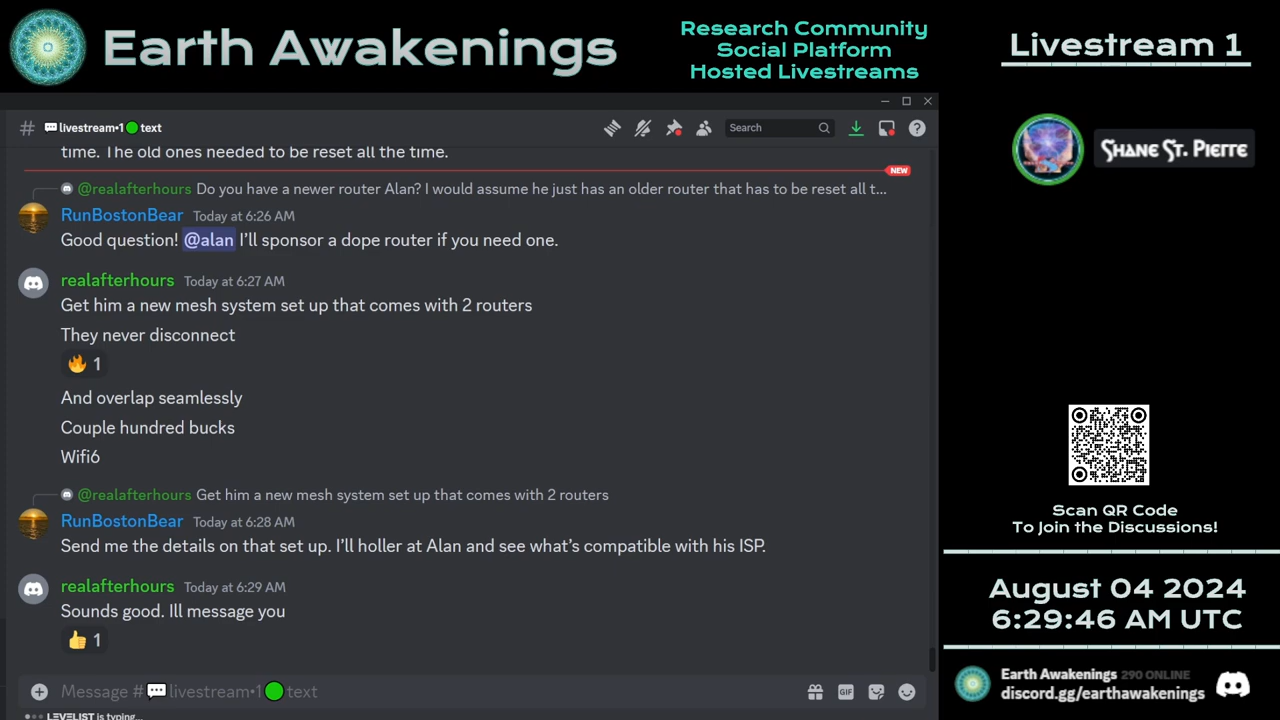 Earth Awakenings
Research Community
Social Platform
Hosted Livestreams
Livestream 1
# livestream•1 text
Search
time. The old ones needed to be reset all the time.
NEW
@realafterhours Do you have a newer router Alan? I would assume he just has an older router that has to be reset all t...
RunBostonBear Today at 6:26 AM
Good question! @alan I’ll sponsor a dope router if you need one.
realafterhours Today at 6:27 AM
Get him a new mesh system set up that comes with 2 routers
They never disconnect
🔥 1
And overlap seamlessly
Couple hundred bucks
Wifi6
@realafterhours Get him a new mesh system set up that comes with 2 routers
RunBostonBear Today at 6:28 AM
Send me the details on that set up. I’ll holler at Alan and see what’s compatible with his ISP.
realafterhours Today at 6:29 AM
Sounds good. Ill message you
👍 1
Message # livestream•1 text
GIF
LEVELIST is typing...
Shane St. Pierre
Scan QR Code
To Join the Discussions!
August 04 2024
6:29:46 AM UTC
Earth Awakenings 290 ONLINE
discord.gg/earthawakenings